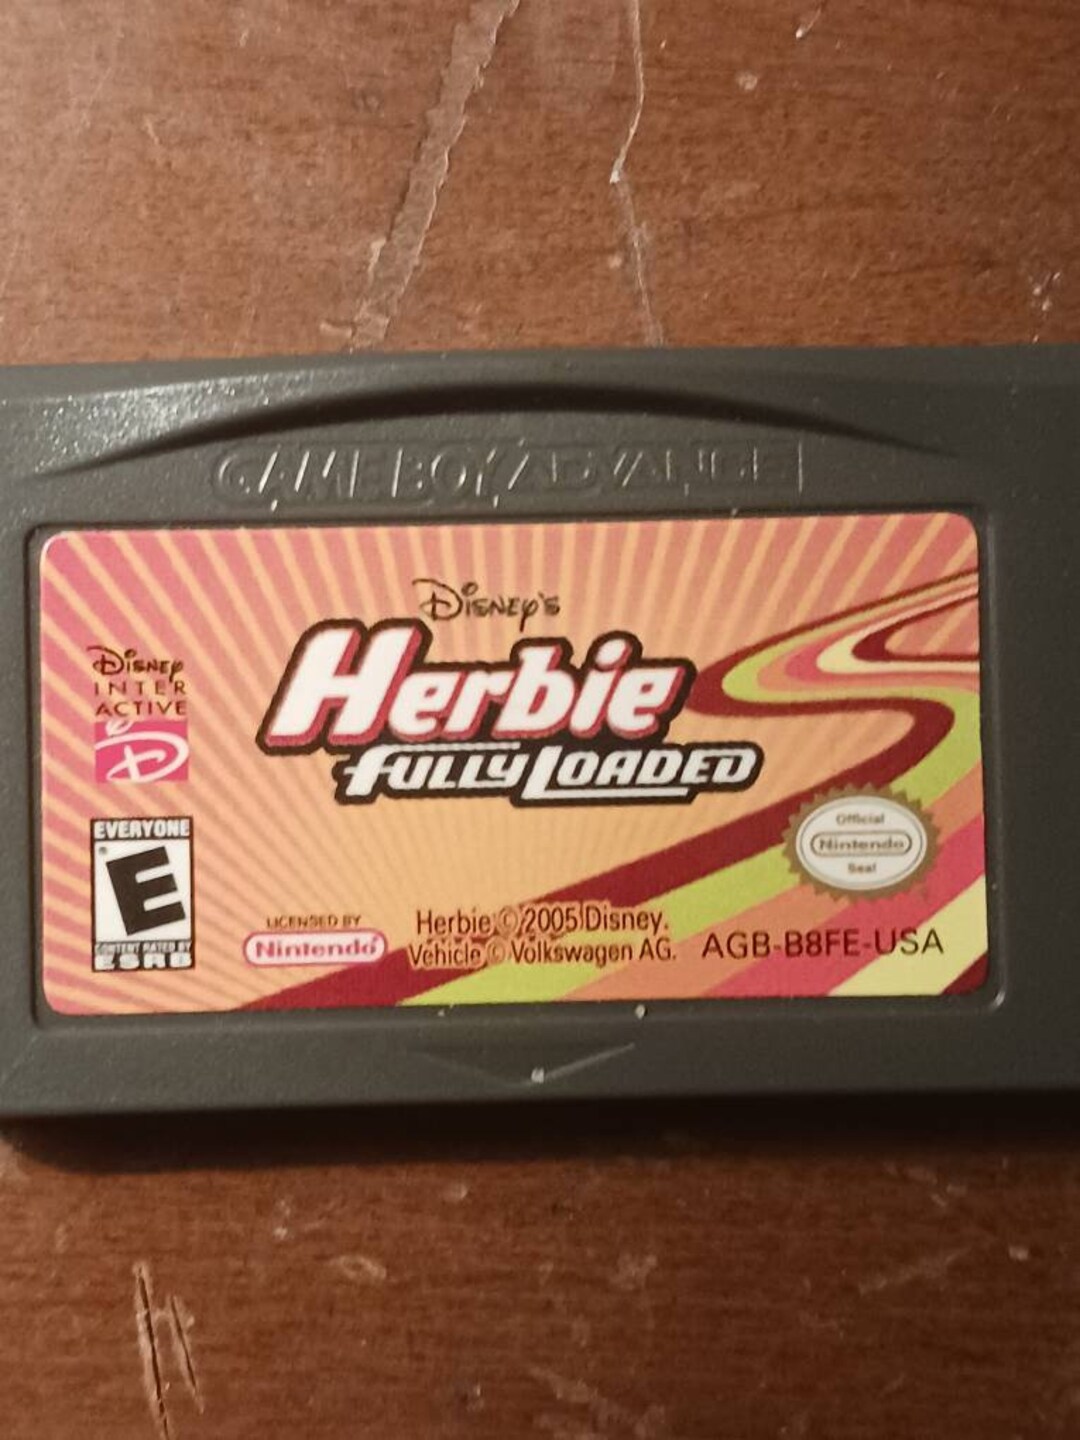 GAME BOY ADVANCE
Disney's
Herbie
FULLY LOADED
Disney
INTER
ACTIVE
D
EVERYONE
E
CONTENT RATED BY
ESRB
LICENSED BY
Nintendo
Herbie © 2005 Disney.
Vehicle © Volkswagen AG.
Official
Nintendo
Seal
AGB-B8FE-USA